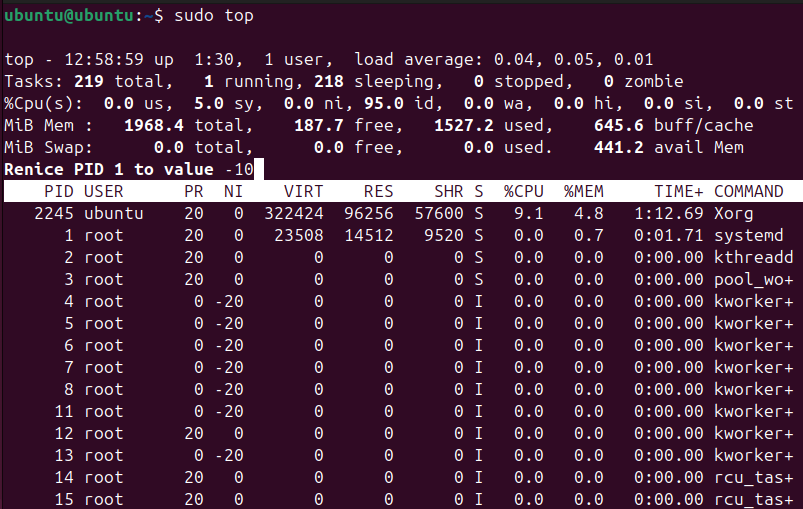 ubuntu@ubuntu:~$ sudo top
top - 12:58:59 up  1:30,  1 user,  load average: 0.04, 0.05, 0.01
Tasks: 219 total,   1 running, 218 sleeping,   0 stopped,   0 zombie
%Cpu(s):  0.0 us,  5.0 sy,  0.0 ni, 95.0 id,  0.0 wa,  0.0 hi,  0.0 si,  0.0 st
MiB Mem :   1968.4 total,    187.7 free,   1527.2 used,    645.6 buff/cache
MiB Swap:      0.0 total,      0.0 free,      0.0 used.    441.2 avail Mem
Renice PID 1 to value -10
    PID USER      PR  NI    VIRT    RES    SHR S  %CPU  %MEM     TIME+ COMMAND
   2245 ubuntu    20   0  322424  96256  57600 S   9.1   4.8   1:12.69 Xorg
      1 root      20   0   23508  14512   9520 S   0.0   0.7   0:01.71 systemd
      2 root      20   0       0      0      0 S   0.0   0.0   0:00.00 kthreadd
      3 root      20   0       0      0      0 S   0.0   0.0   0:00.00 pool_wo+
      4 root       0 -20       0      0      0 I   0.0   0.0   0:00.00 kworker+
      5 root       0 -20       0      0      0 I   0.0   0.0   0:00.00 kworker+
      6 root       0 -20       0      0      0 I   0.0   0.0   0:00.00 kworker+
      7 root       0 -20       0      0      0 I   0.0   0.0   0:00.00 kworker+
      8 root       0 -20       0      0      0 I   0.0   0.0   0:00.00 kworker+
     11 root       0 -20       0      0      0 I   0.0   0.0   0:00.00 kworker+
     12 root      20   0       0      0      0 I   0.0   0.0   0:00.00 kworker+
     13 root       0 -20       0      0      0 I   0.0   0.0   0:00.00 kworker+
     14 root      20   0       0      0      0 I   0.0   0.0   0:00.00 rcu_tas+
     15 root      20   0       0      0      0 I   0.0   0.0   0:00.00 rcu_tas+